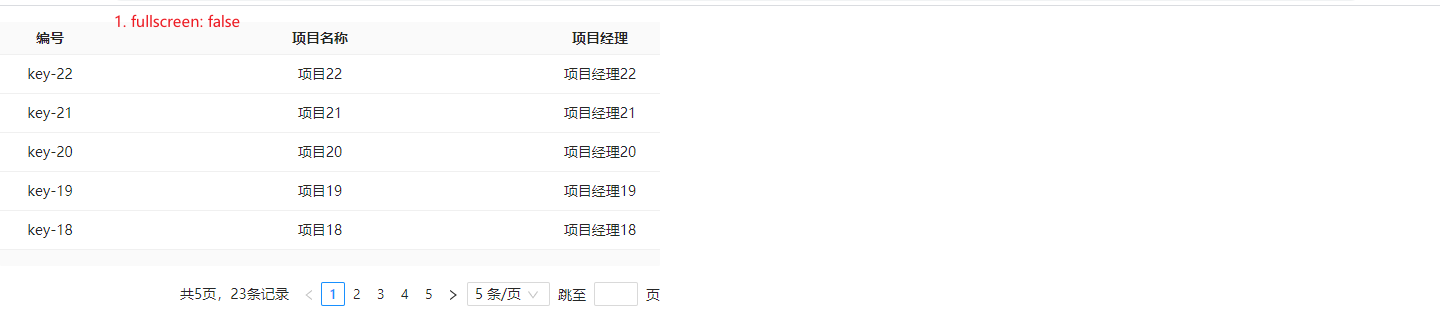 1. fullscreen: false
编号 项目名称 项目经理
key-22 项目22 项目经理22
key-21 项目21 项目经理21
key-20 项目20 项目经理20
key-19 项目19 项目经理19
key-18 项目18 项目经理18
共5页，23条记录 < 1 2 3 4 5 > 5 条/页 跳至 页